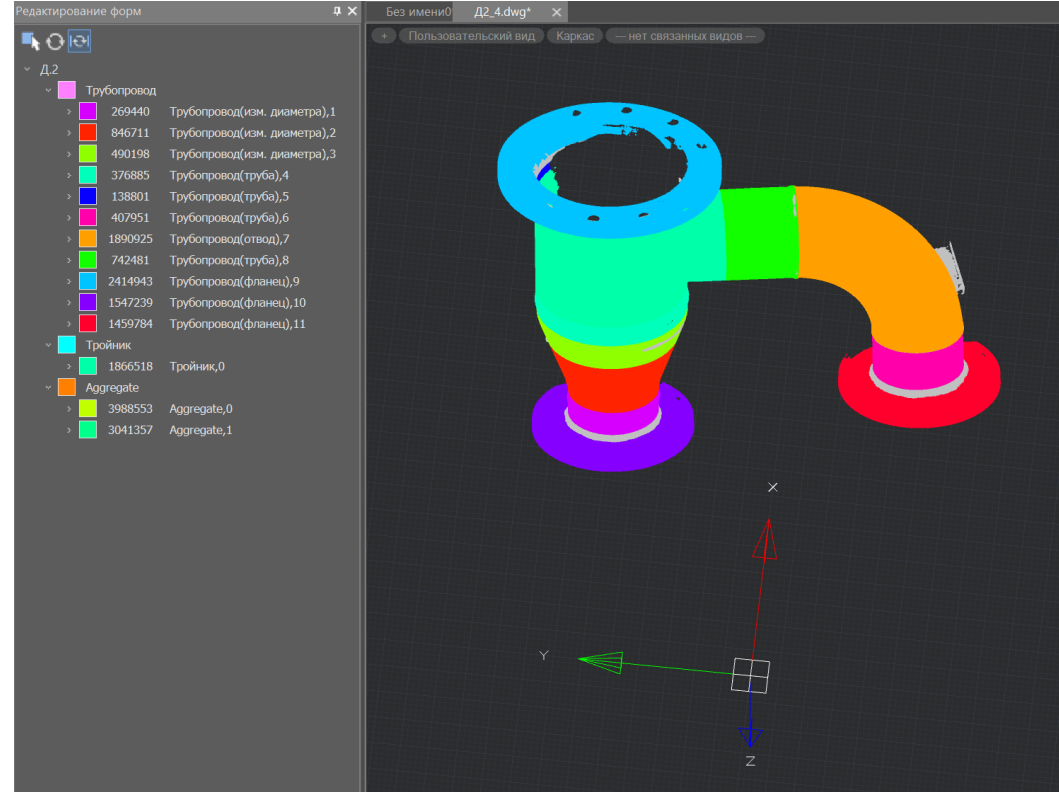 Редактирование форм
Без имени0 Д2_4.dwg*
+ Пользовательский вид Каркас — нет связанных видов —
Д.2
Трубопровод
269440 Трубопровод(изм. диаметра),1
846711 Трубопровод(изм. диаметра),2
490198 Трубопровод(изм. диаметра),3
376885 Трубопровод(труба),4
138801 Трубопровод(труба),5
407951 Трубопровод(труба),6
1890925 Трубопровод(отвод),7
742481 Трубопровод(труба),8
2414943 Трубопровод(фланец),9
1547239 Трубопровод(фланец),10
1459784 Трубопровод(фланец),11
Тройник
1866518 Тройник,0
Aggregate
3988553 Aggregate,0
3041357 Aggregate,1
X
Y
Z